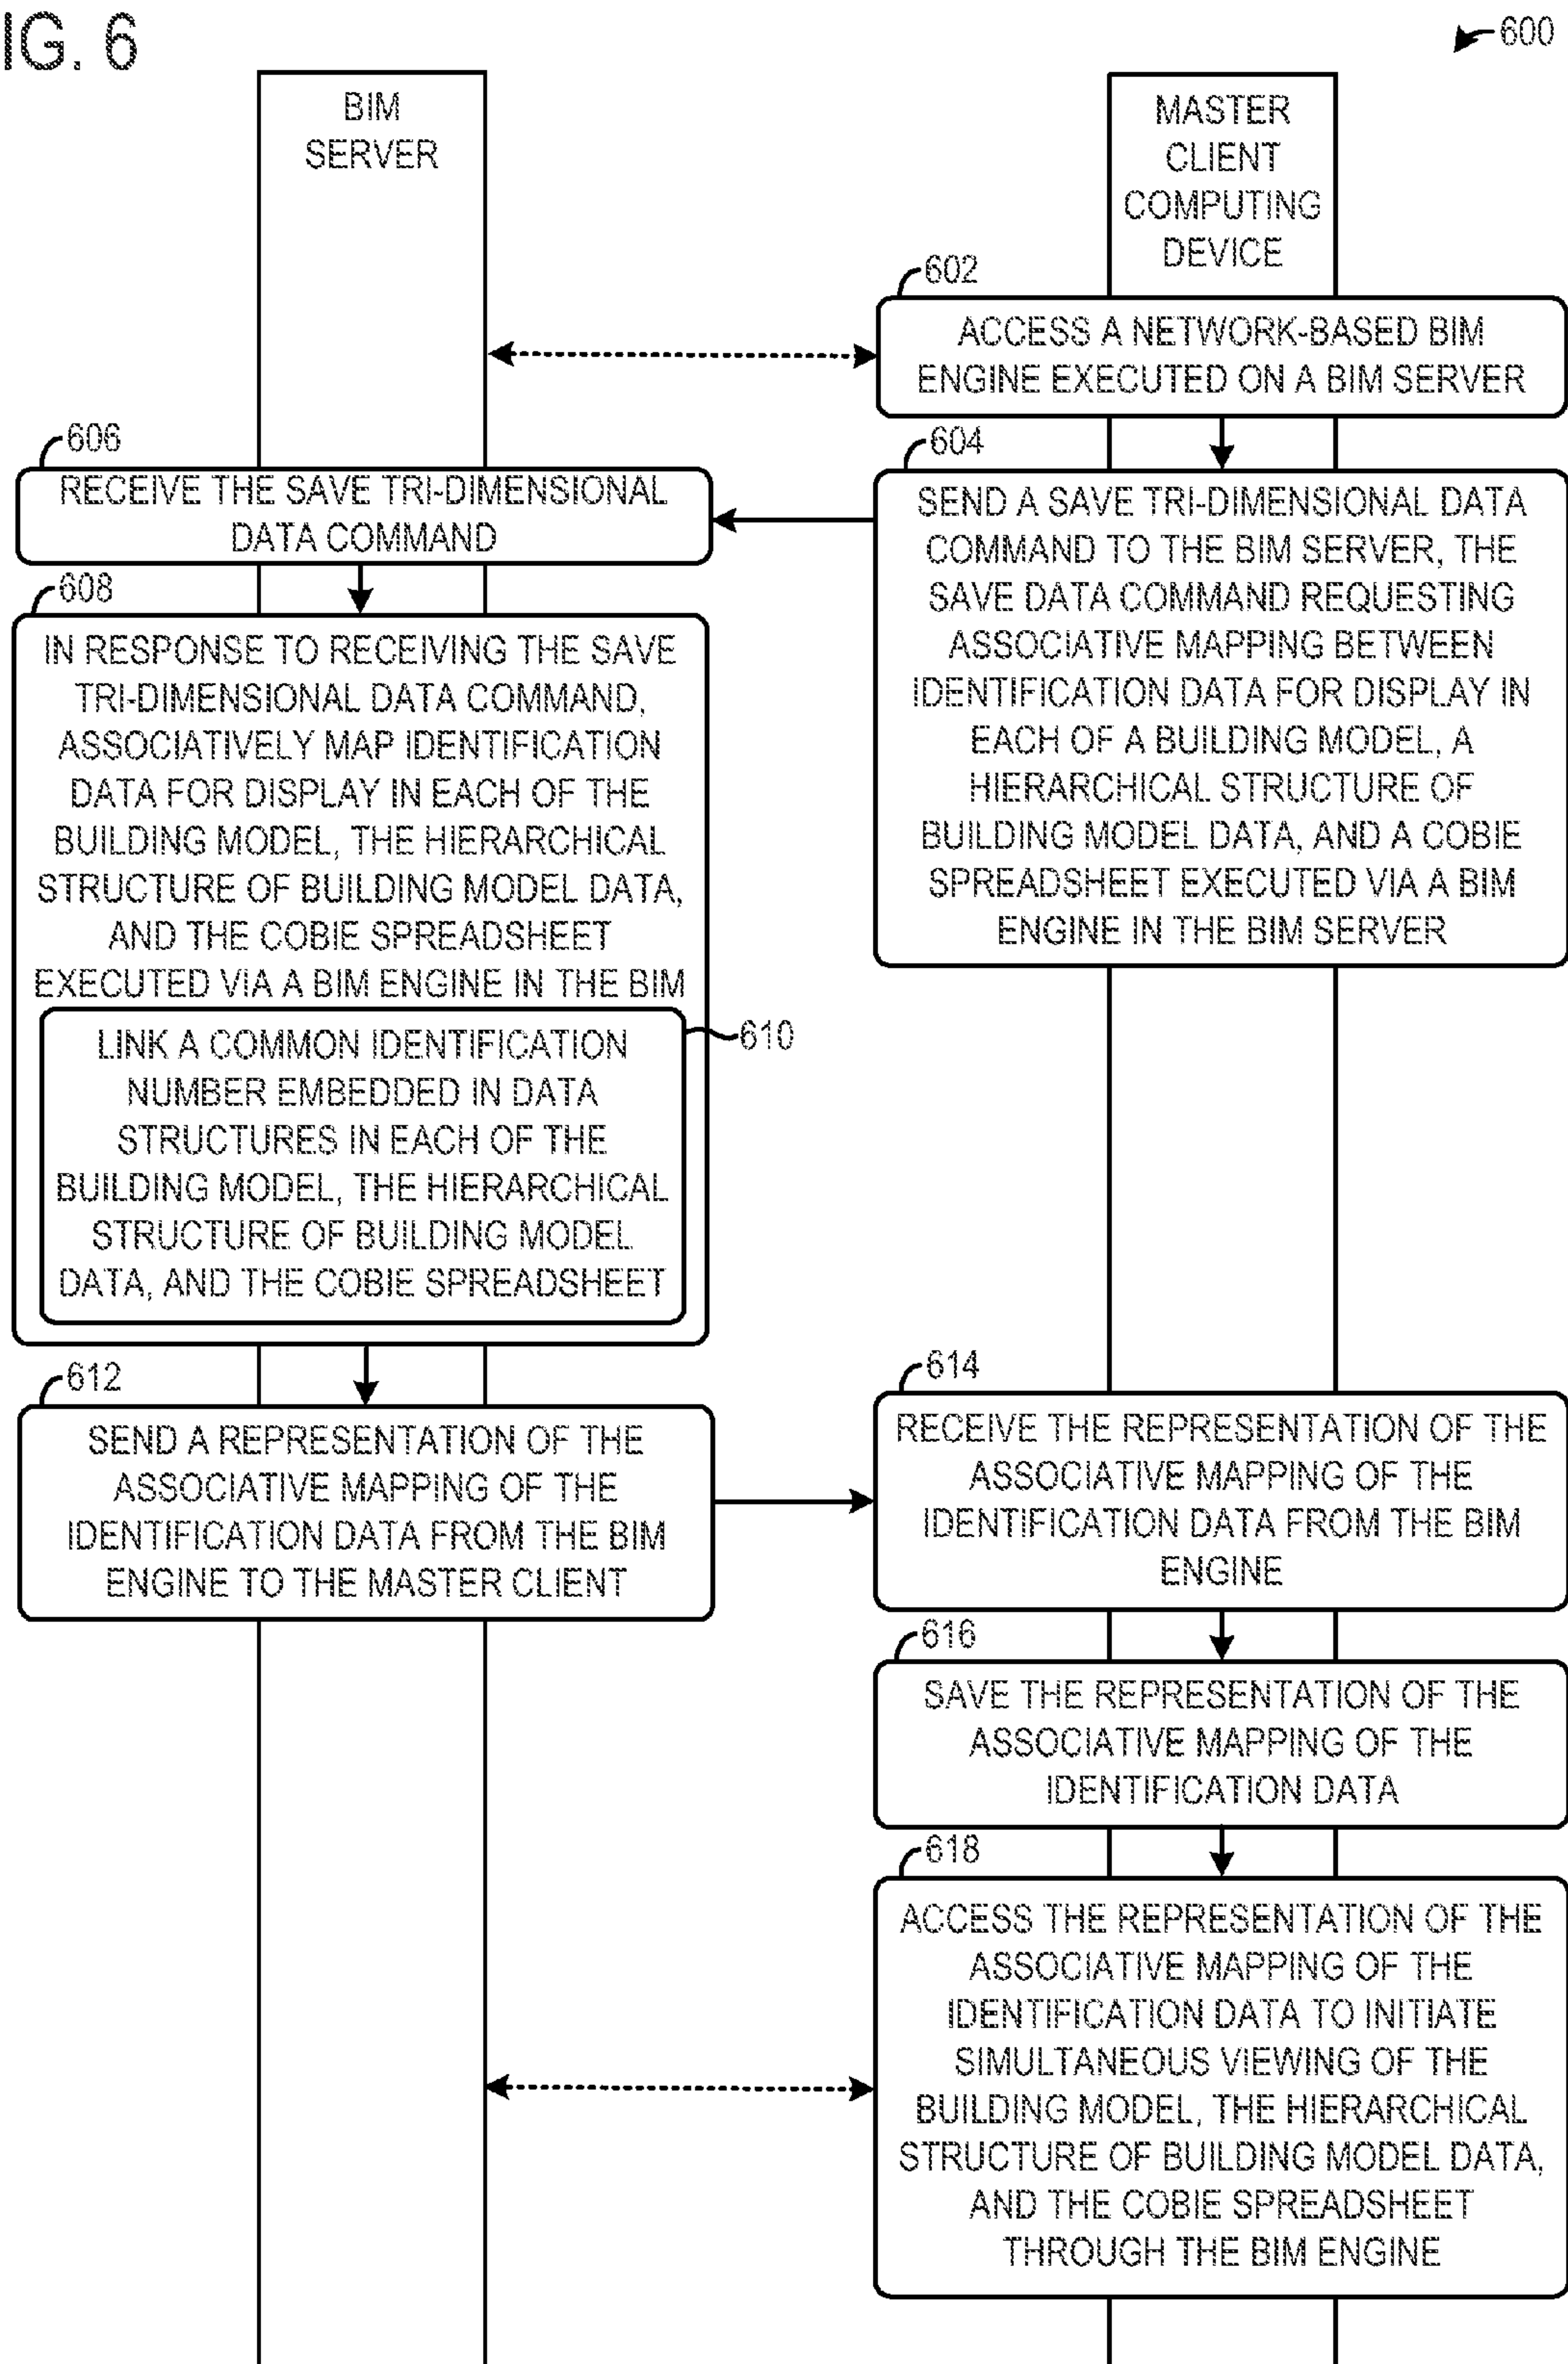 IG. 6
600
BIM
SERVER
MASTER
CLIENT
COMPUTING
DEVICE
602
ACCESS A NETWORK-BASED BIM
ENGINE EXECUTED ON A BIM SERVER
606
RECEIVE THE SAVE TRI-DIMENSIONAL
DATA COMMAND
604
SEND A SAVE TRI-DIMENSIONAL DATA
COMMAND TO THE BIM SERVER, THE
SAVE DATA COMMAND REQUESTING
ASSOCIATIVE MAPPING BETWEEN
IDENTIFICATION DATA FOR DISPLAY IN
EACH OF A BUILDING MODEL, A
HIERARCHICAL STRUCTURE OF
BUILDING MODEL DATA, AND A COBIE
SPREADSHEET EXECUTED VIA A BIM
ENGINE IN THE BIM SERVER
608
IN RESPONSE TO RECEIVING THE SAVE
TRI-DIMENSIONAL DATA COMMAND,
ASSOCIATIVELY MAP IDENTIFICATION
DATA FOR DISPLAY IN EACH OF THE
BUILDING MODEL, THE HIERARCHICAL
STRUCTURE OF BUILDING MODEL DATA,
AND THE COBIE SPREADSHEET
EXECUTED VIA A BIM ENGINE IN THE BIM
610
LINK A COMMON IDENTIFICATION
NUMBER EMBEDDED IN DATA
STRUCTURES IN EACH OF THE
BUILDING MODEL, THE HIERARCHICAL
STRUCTURE OF BUILDING MODEL
DATA, AND THE COBIE SPREADSHEET
612
SEND A REPRESENTATION OF THE
ASSOCIATIVE MAPPING OF THE
IDENTIFICATION DATA FROM THE BIM
ENGINE TO THE MASTER CLIENT
614
RECEIVE THE REPRESENTATION OF THE
ASSOCIATIVE MAPPING OF THE
IDENTIFICATION DATA FROM THE BIM
ENGINE
616
SAVE THE REPRESENTATION OF THE
ASSOCIATIVE MAPPING OF THE
IDENTIFICATION DATA
618
ACCESS THE REPRESENTATION OF THE
ASSOCIATIVE MAPPING OF THE
IDENTIFICATION DATA TO INITIATE
SIMULTANEOUS VIEWING OF THE
BUILDING MODEL, THE HIERARCHICAL
STRUCTURE OF BUILDING MODEL DATA,
AND THE COBIE SPREADSHEET
THROUGH THE BIM ENGINE